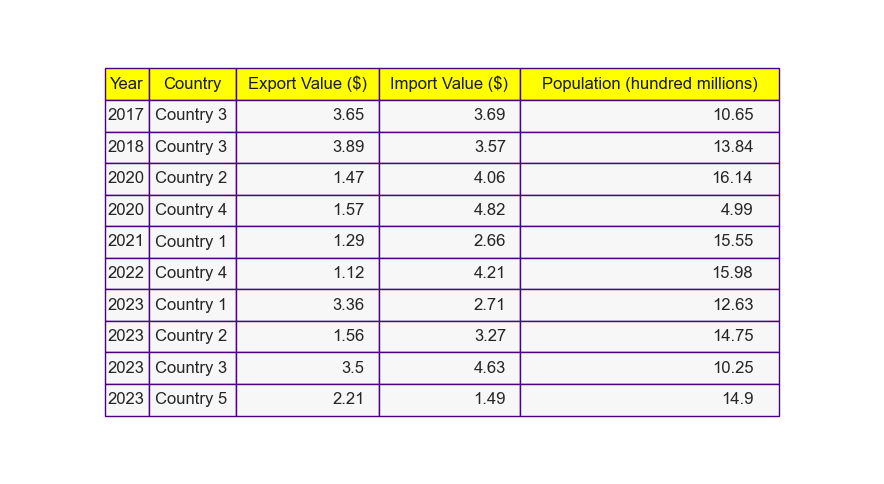 Year Country Export Value ($) Import Value ($) Population (hundred millions)
2017 Country 3 3.65 3.69 10.65
2018 Country 3 3.89 3.57 13.84
2020 Country 2 1.47 4.06 16.14
2020 Country 4 1.57 4.82 4.99
2021 Country 1 1.29 2.66 15.55
2022 Country 4 1.12 4.21 15.98
2023 Country 1 3.36 2.71 12.63
2023 Country 2 1.56 3.27 14.75
2023 Country 3 3.5 4.63 10.25
2023 Country 5 2.21 1.49 14.9